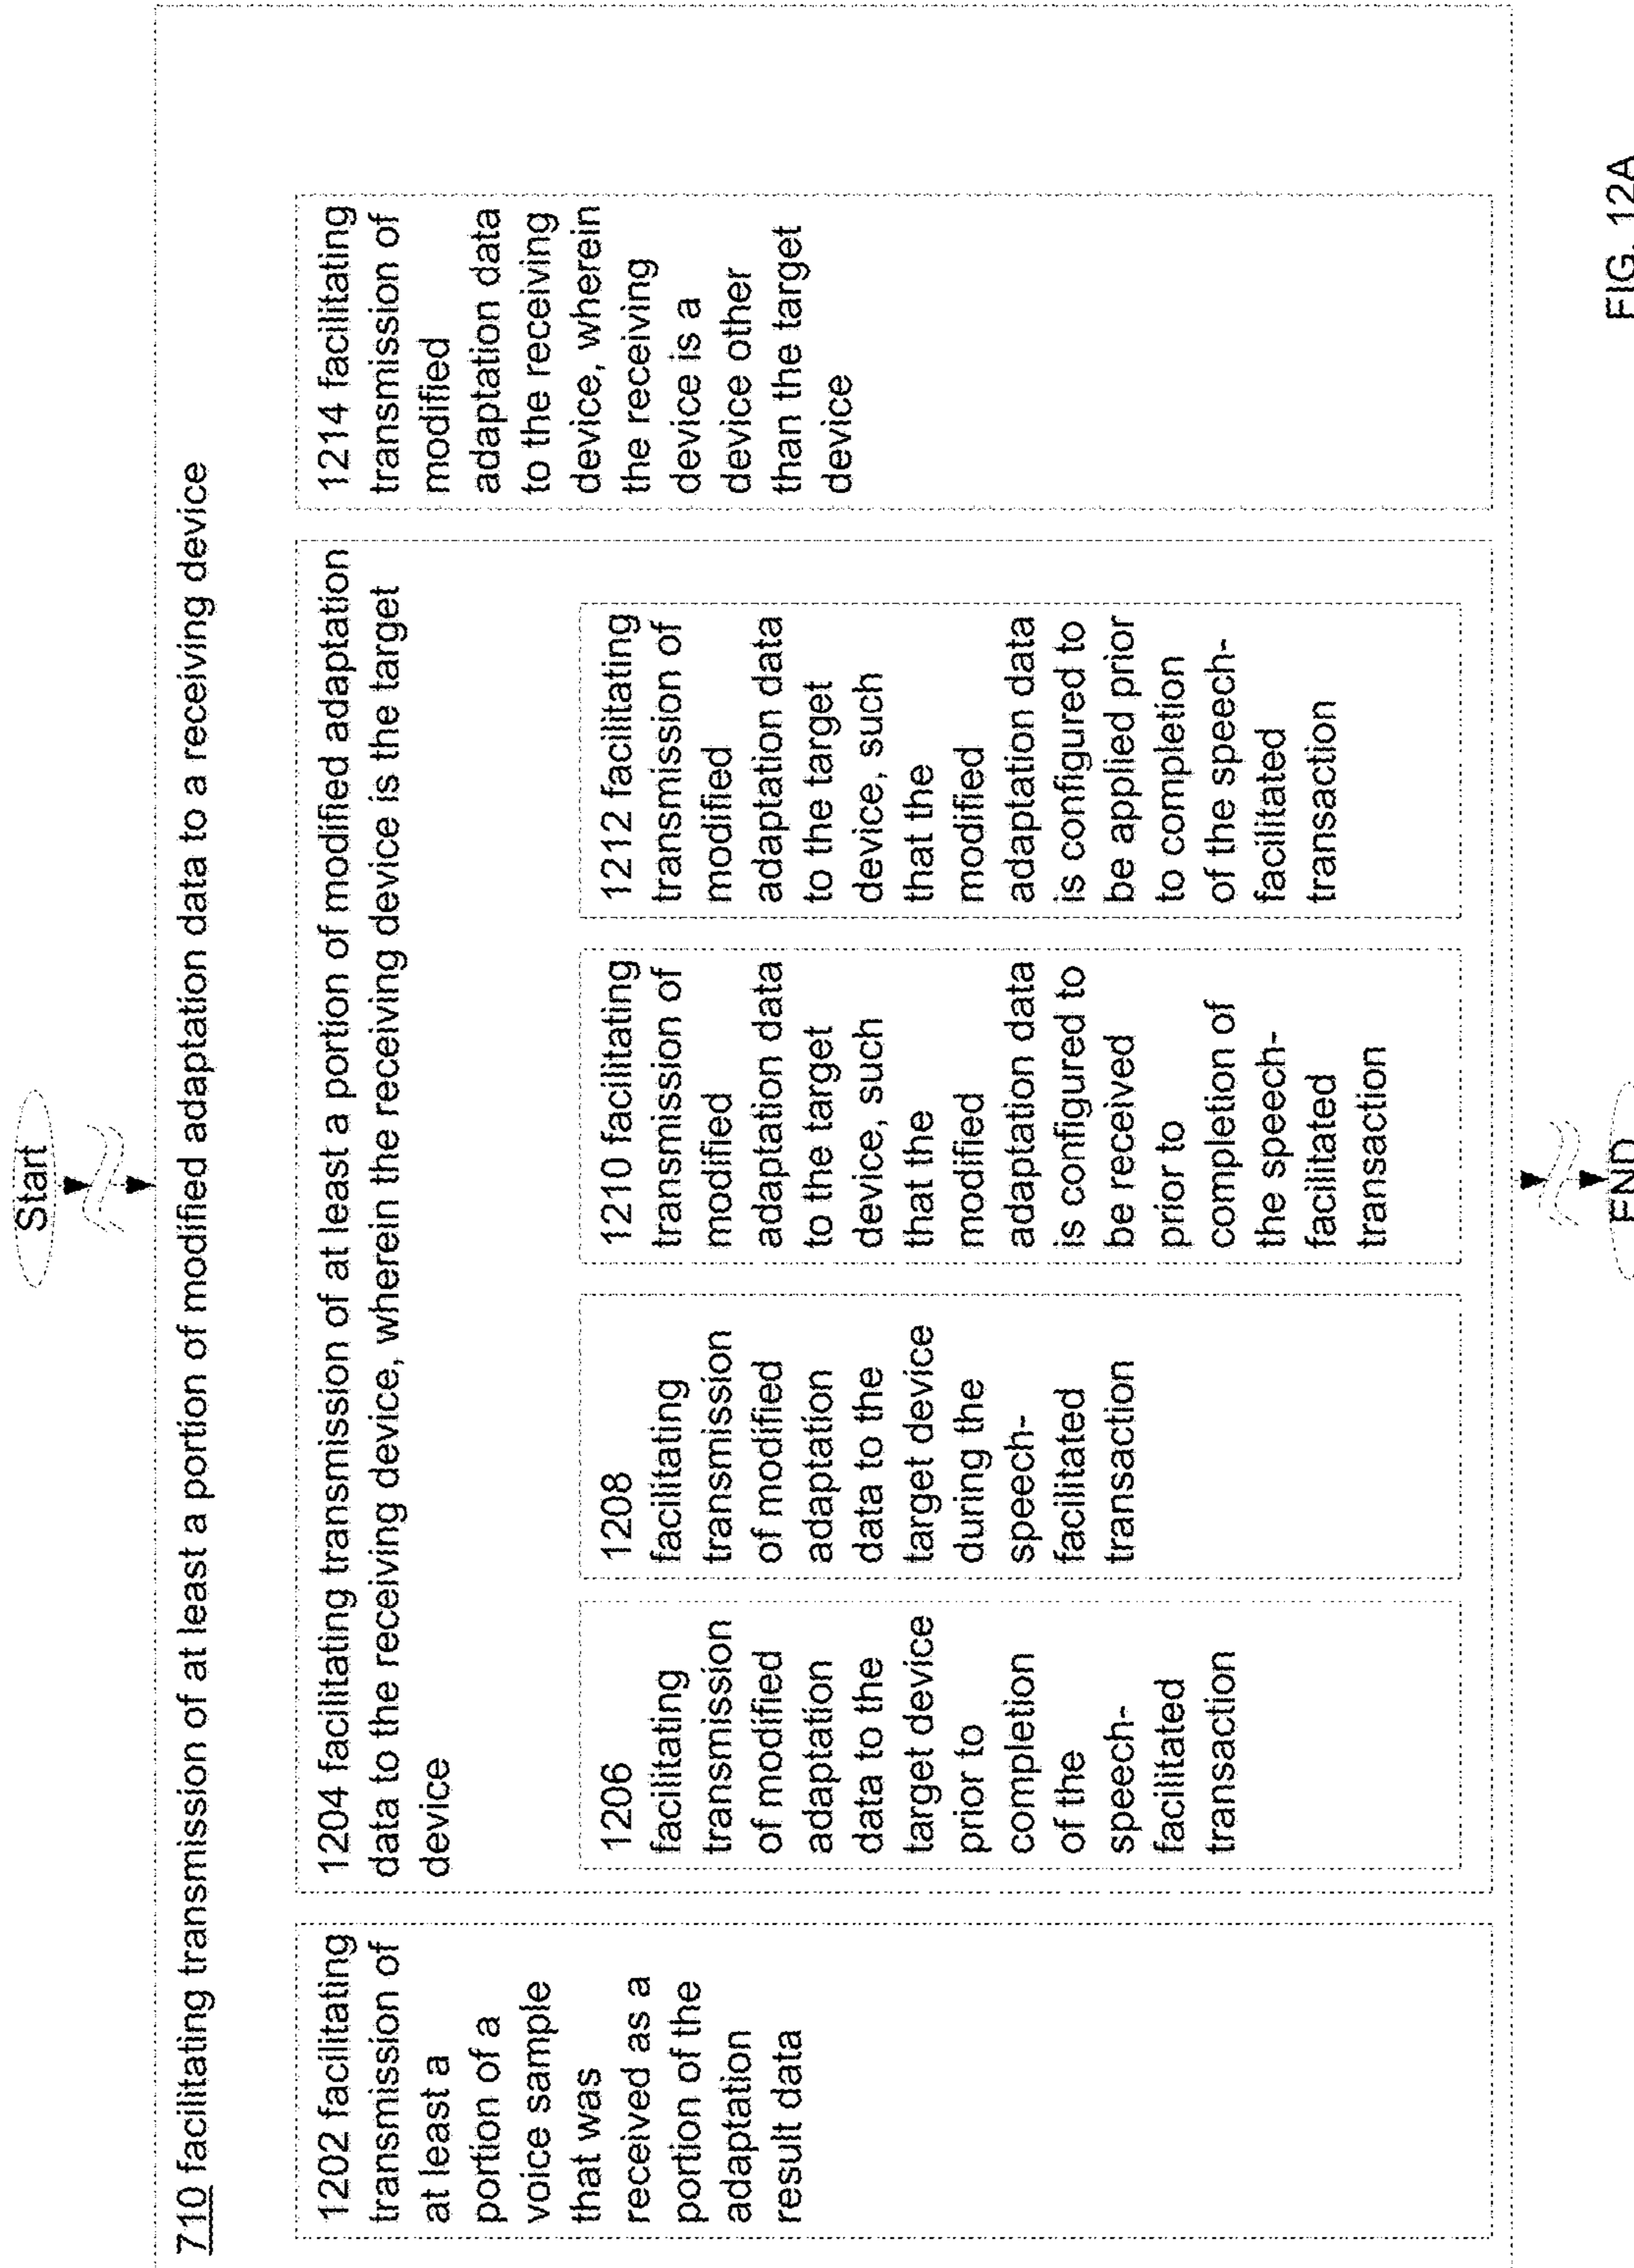 Start
710 facilitating transmission of at least a portion of modified adaptation data to a receiving device
1202 facilitating
transmission of
at least a
portion of a
voice sample
that was
received as a
portion of the
adaptation
result data
1204 facilitating transmission of at least a portion of modified adaptation
data to the receiving device, wherein the receiving device is the target
device
1206
facilitating
transmission
of modified
adaptation
data to the
target device
prior to
completion
of the
speech-
facilitated
transaction
1208
facilitating
transmission
of modified
adaptation
data to the
target device
during the
speech-
facilitated
transaction
1210 facilitating
transmission of
modified
adaptation data
to the target
device, such
that the
modified
adaptation data
is configured to
be received
prior to
completion of
the speech-
facilitated
transaction
1212 facilitating
transmission of
modified
adaptation data
to the target
device, such
that the
modified
adaptation data
is configured to
be applied prior
to completion
of the speech-
facilitated
transaction
1214 facilitating
transmission of
modified
adaptation data
to the receiving
device, wherein
the receiving
device is a
device other
than the target
device
END
FIG. 12A